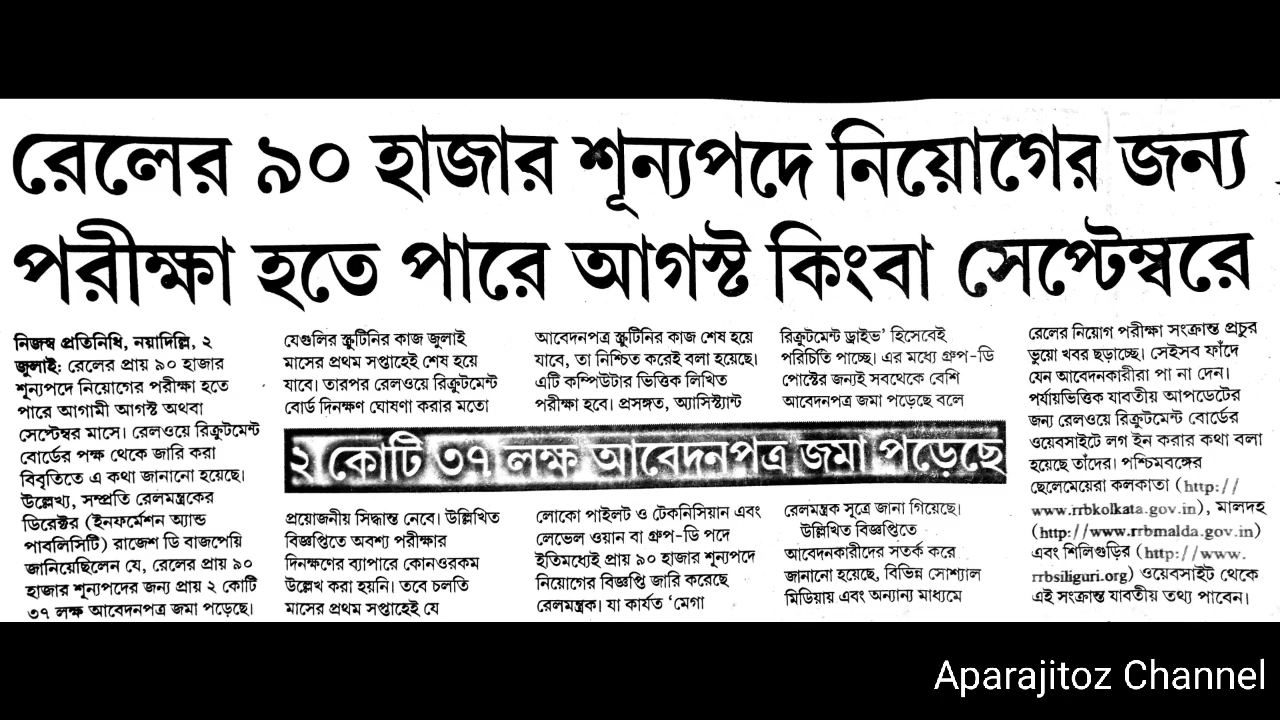 রেলের ৯০ হাজার শূন্যপদে নিয়োগের জন্য
পরীক্ষা হতে পারে আগস্ট কিংবা সেপ্টেম্বরে
নিজস্ব প্রতিনিধি, নয়াদিল্লি, ২
জুলাই: রেলের প্রায় ৯০ হাজার
শূন্যপদে নিয়োগের পরীক্ষা হতে
পারে আগামী আগস্ট অথবা
সেপ্টেম্বর মাসে। রেলওয়ে রিক্রুটমেন্ট
বোর্ডের পক্ষ থেকে জারি করা
বিবৃতিতে এ কথা জানানো হয়েছে।
উল্লেখ্য, সম্প্রতি রেলমন্ত্রকের
ডিরেক্টর (ইনফর্মেশন অ্যান্ড
পাবলিসিটি) রাজেশ ডি বাজপেয়ি
জানিয়েছিলেন যে, রেলের প্রায় ৯০
হাজার শূন্যপদের জন্য প্রায় ২ কোটি
৩৭ লক্ষ আবেদনপত্র জমা পড়েছে।
যেগুলির স্ক্রুটিনির কাজ জুলাই
মাসের প্রথম সপ্তাহেই শেষ হয়ে
যাবে। তারপর রেলওয়ে রিক্রুটমেন্ট
বোর্ড দিনক্ষণ ঘোষণা করার মতো
২ কোটি ৩৭ লক্ষ আবেদনপত্র জমা পড়েছে
প্রয়োজনীয় সিদ্ধান্ত নেবে। উল্লিখিত
বিজ্ঞপ্তিতে অবশ্য পরীক্ষার
দিনক্ষণের ব্যাপারে কোনওরকম
উল্লেখ করা হয়নি। তবে চলতি
মাসের প্রথম সপ্তাহেই যে
আবেদনপত্র স্ক্রুটিনির কাজ শেষ হয়ে
যাবে, তা নিশ্চিত করেই বলা হয়েছে।
এটি কম্পিউটার ভিত্তিক লিখিত
পরীক্ষা হবে। প্রসঙ্গত, অ্যাসিস্ট্যান্ট
লোকো পাইলট ও টেকনিসিয়ান এবং
লেভেল ওয়ান বা গ্রুপ-ডি পদে
ইতিমধ্যেই প্রায় ৯০ হাজার শূন্যপদে
নিয়োগের বিজ্ঞপ্তি জারি করেছে
রেলমন্ত্রক। যা কার্যত ‘মেগা
রিক্রুটমেন্ট ড্রাইভ’ হিসেবেই
পরিচিতি পাচ্ছে। এর মধ্যে গ্রুপ-ডি
পোস্টের জন্যই সবথেকে বেশি
আবেদনপত্র জমা পড়েছে বলে
রেলমন্ত্রক সূত্রে জানা গিয়েছে।
উল্লিখিত বিজ্ঞপ্তিতে
আবেদনকারীদের সতর্ক করে
জানানো হয়েছে, বিভিন্ন সোশ্যাল
মিডিয়ায় এবং অন্যান্য মাধ্যমে
রেলের নিয়োগ পরীক্ষা সংক্রান্ত প্রচুর
ভুয়ো খবর ছড়াচ্ছে। সেইসব ফাঁদে
যেন আবেদনকারীরা পা না দেন।
পর্যায়ভিত্তিক যাবতীয় আপডেটের
জন্য রেলওয়ে রিক্রুটমেন্ট বোর্ডের
ওয়েবসাইটে লগ ইন করার কথা বলা
হয়েছে তাঁদের। পশ্চিমবঙ্গের
ছেলেমেয়েরা কলকাতা (http://
www.rrbkolkata.gov.in), মালদহ
(http://www.rrbmalda.gov.in)
এবং শিলিগুড়ির (http://www.
rrbsiliguri.org) ওয়েবসাইট থেকে
এই সংক্রান্ত যাবতীয় তথ্য পাবেন।
Aparajitoz Channel